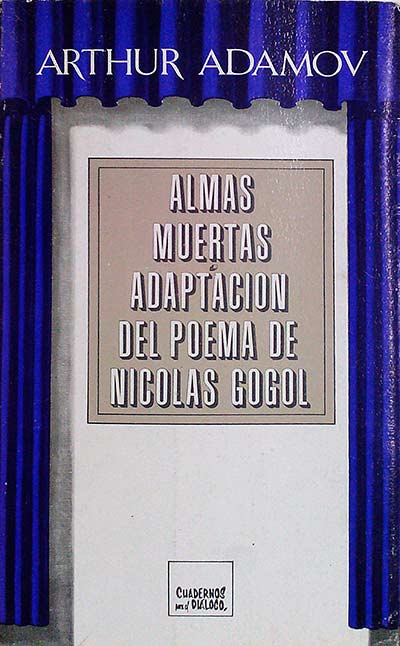 ARTHUR ADAMOV
ALMAS
MUERTAS
ADAPTACION
DEL POEMA DE
NICOLAS GOGOL
CUADERNOS
para el DIALOGO,